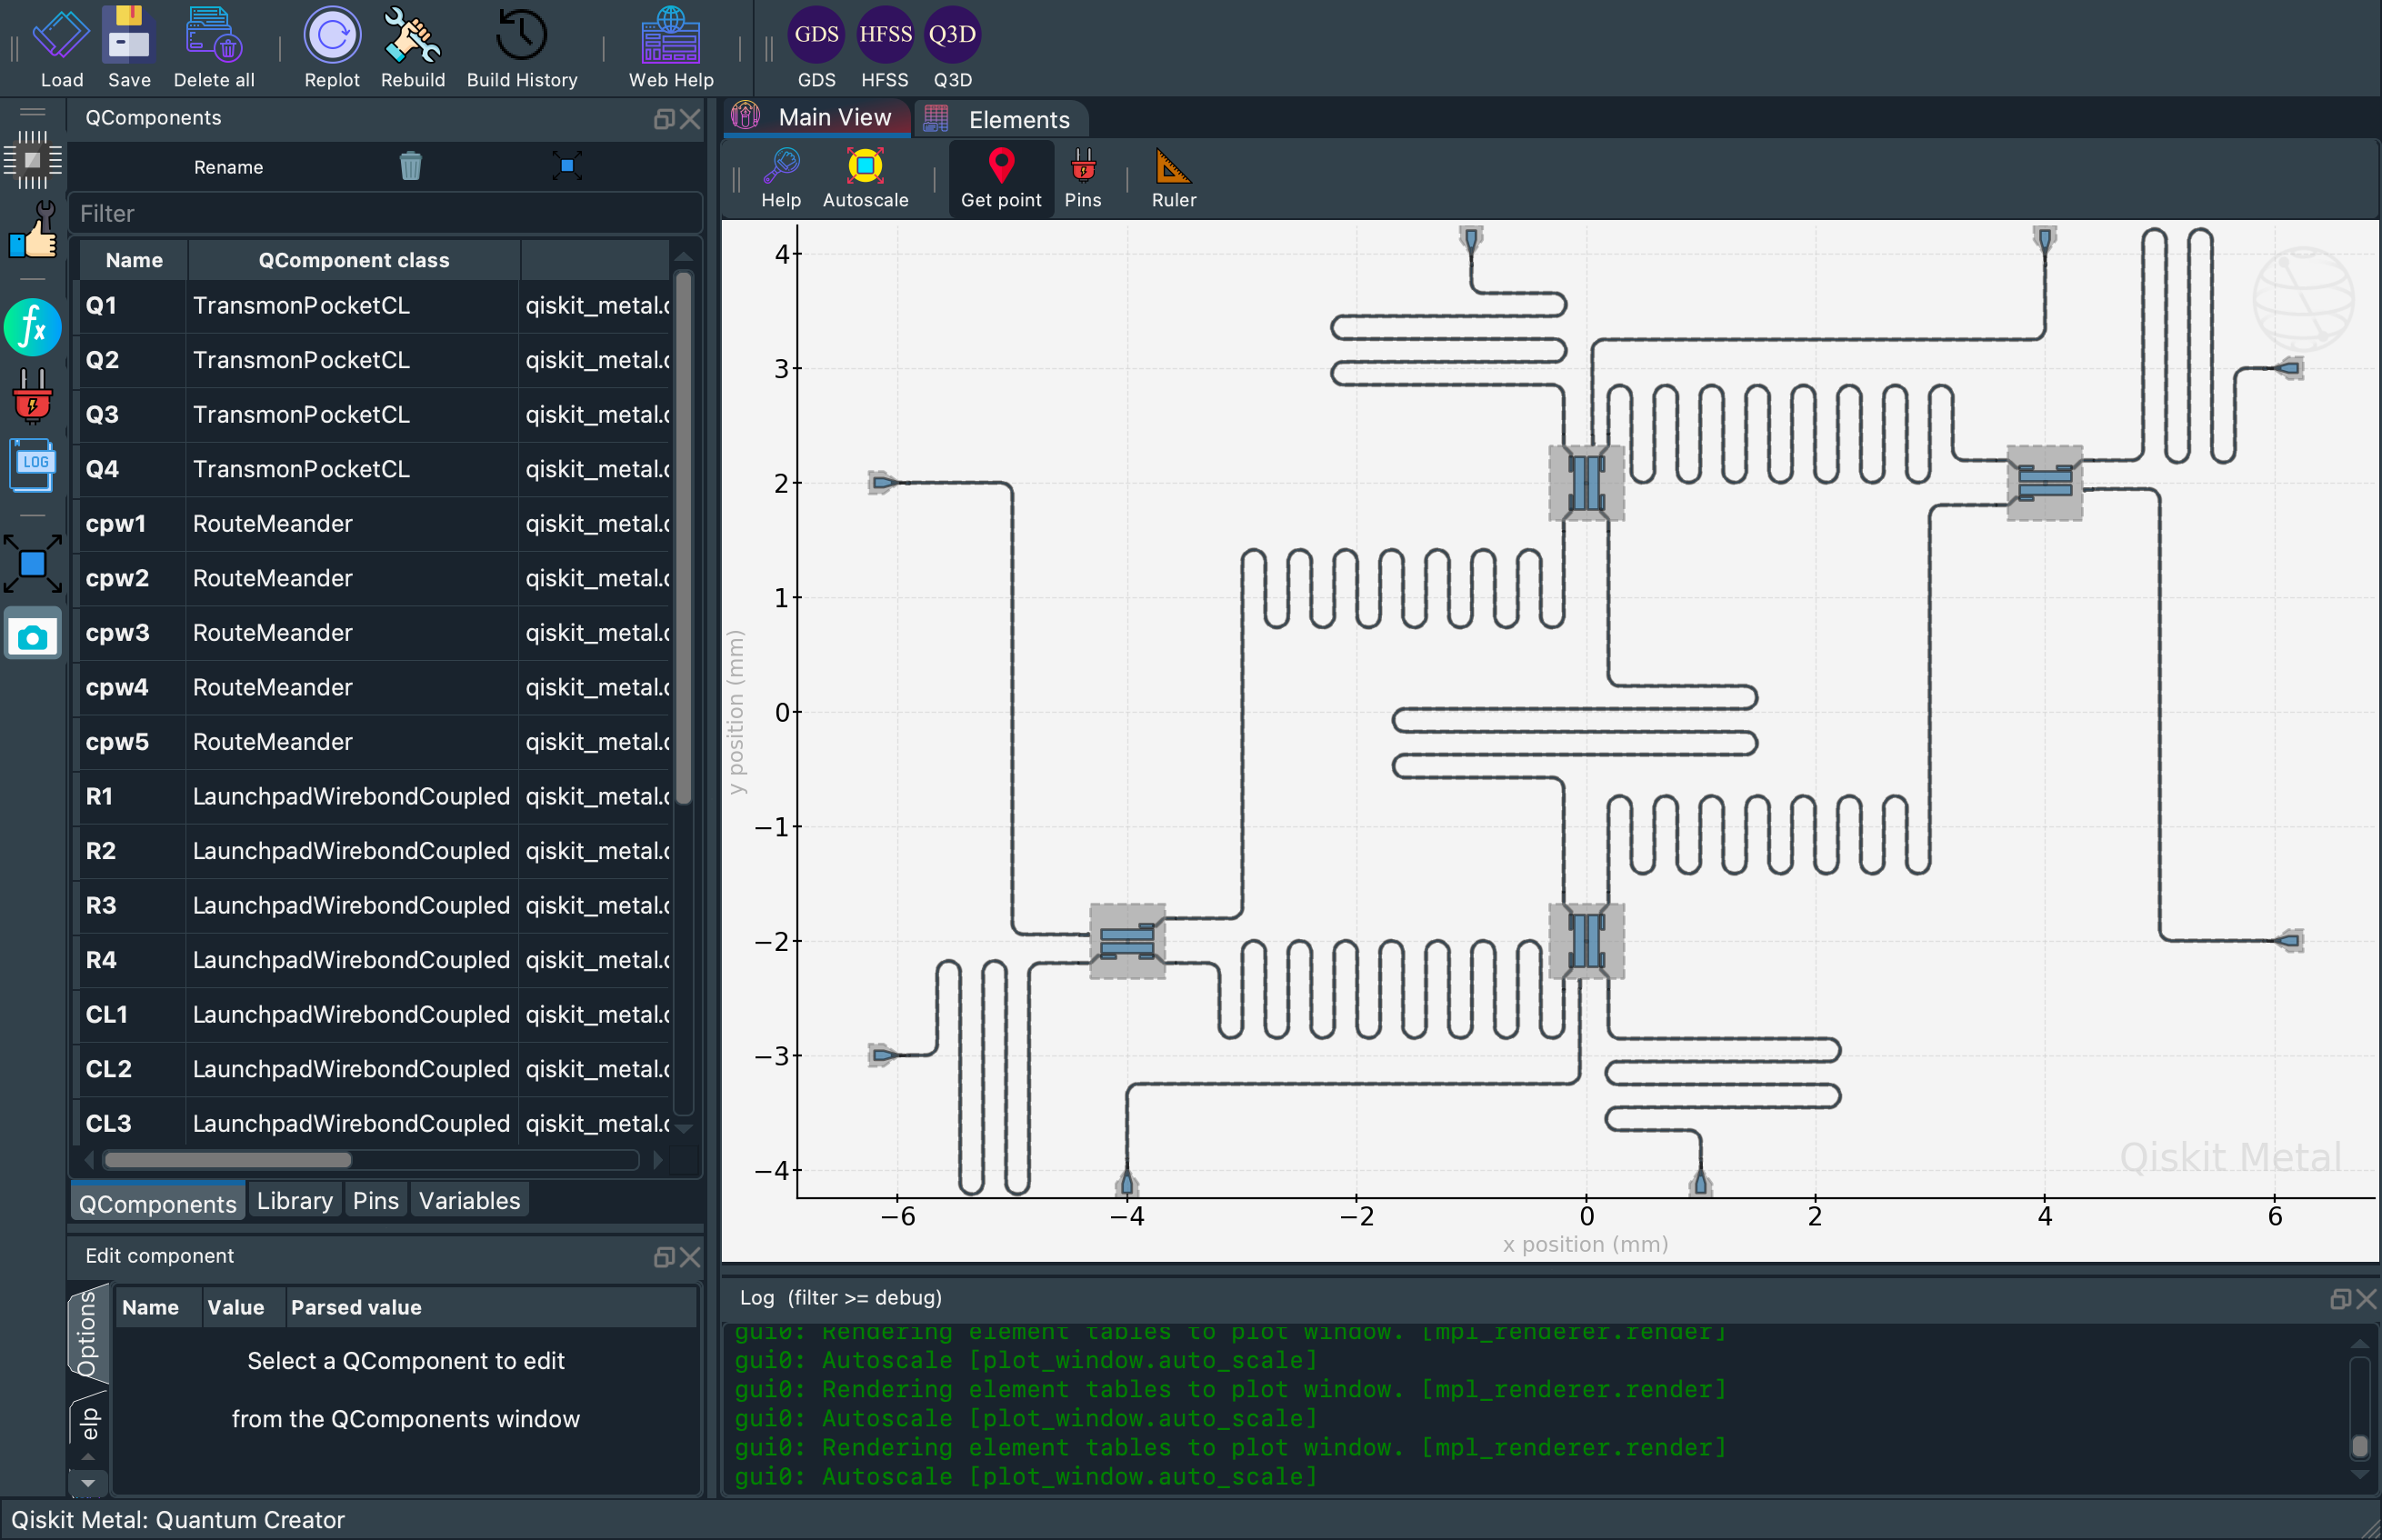 GDS HFSS Q3D
Load Save Delete all Replot Rebuild Build History Web Help GDS HFSS Q3D
QComponents
Rename
Filter
Name QComponent class
Q1 TransmonPocketCL qiskit_metal.
Q2 TransmonPocketCL qiskit_metal.
Q3 TransmonPocketCL qiskit_metal.
Q4 TransmonPocketCL qiskit_metal.
cpw1 RouteMeander qiskit_metal.
cpw2 RouteMeander qiskit_metal.
cpw3 RouteMeander qiskit_metal.
cpw4 RouteMeander qiskit_metal.
cpw5 RouteMeander qiskit_metal.
R1 LaunchpadWirebondCoupled qiskit_metal.
R2 LaunchpadWirebondCoupled qiskit_metal.
R3 LaunchpadWirebondCoupled qiskit_metal.
R4 LaunchpadWirebondCoupled qiskit_metal.
CL1 LaunchpadWirebondCoupled qiskit_metal.
CL2 LaunchpadWirebondCoupled qiskit_metal.
CL3 LaunchpadWirebondCoupled qiskit_metal.
fx
LOG
QComponents Library Pins Variables
Edit component
Options
elp
Name Value Parsed value
Select a QComponent to edit
from the QComponents window
Main View Elements
Help Autoscale Get point Pins Ruler
4
3
2
1
0
−1
−2
−3
−4
y position (mm)
−6 −4 −2 0 2 4 6
x position (mm)
Qiskit Metal
Log (filter >= debug)
gui0: Rendering element tables to plot window. [mpl_renderer.render]
gui0: Autoscale [plot_window.auto_scale]
gui0: Rendering element tables to plot window. [mpl_renderer.render]
gui0: Autoscale [plot_window.auto_scale]
gui0: Rendering element tables to plot window. [mpl_renderer.render]
gui0: Autoscale [plot_window.auto_scale]
Qiskit Metal: Quantum Creator